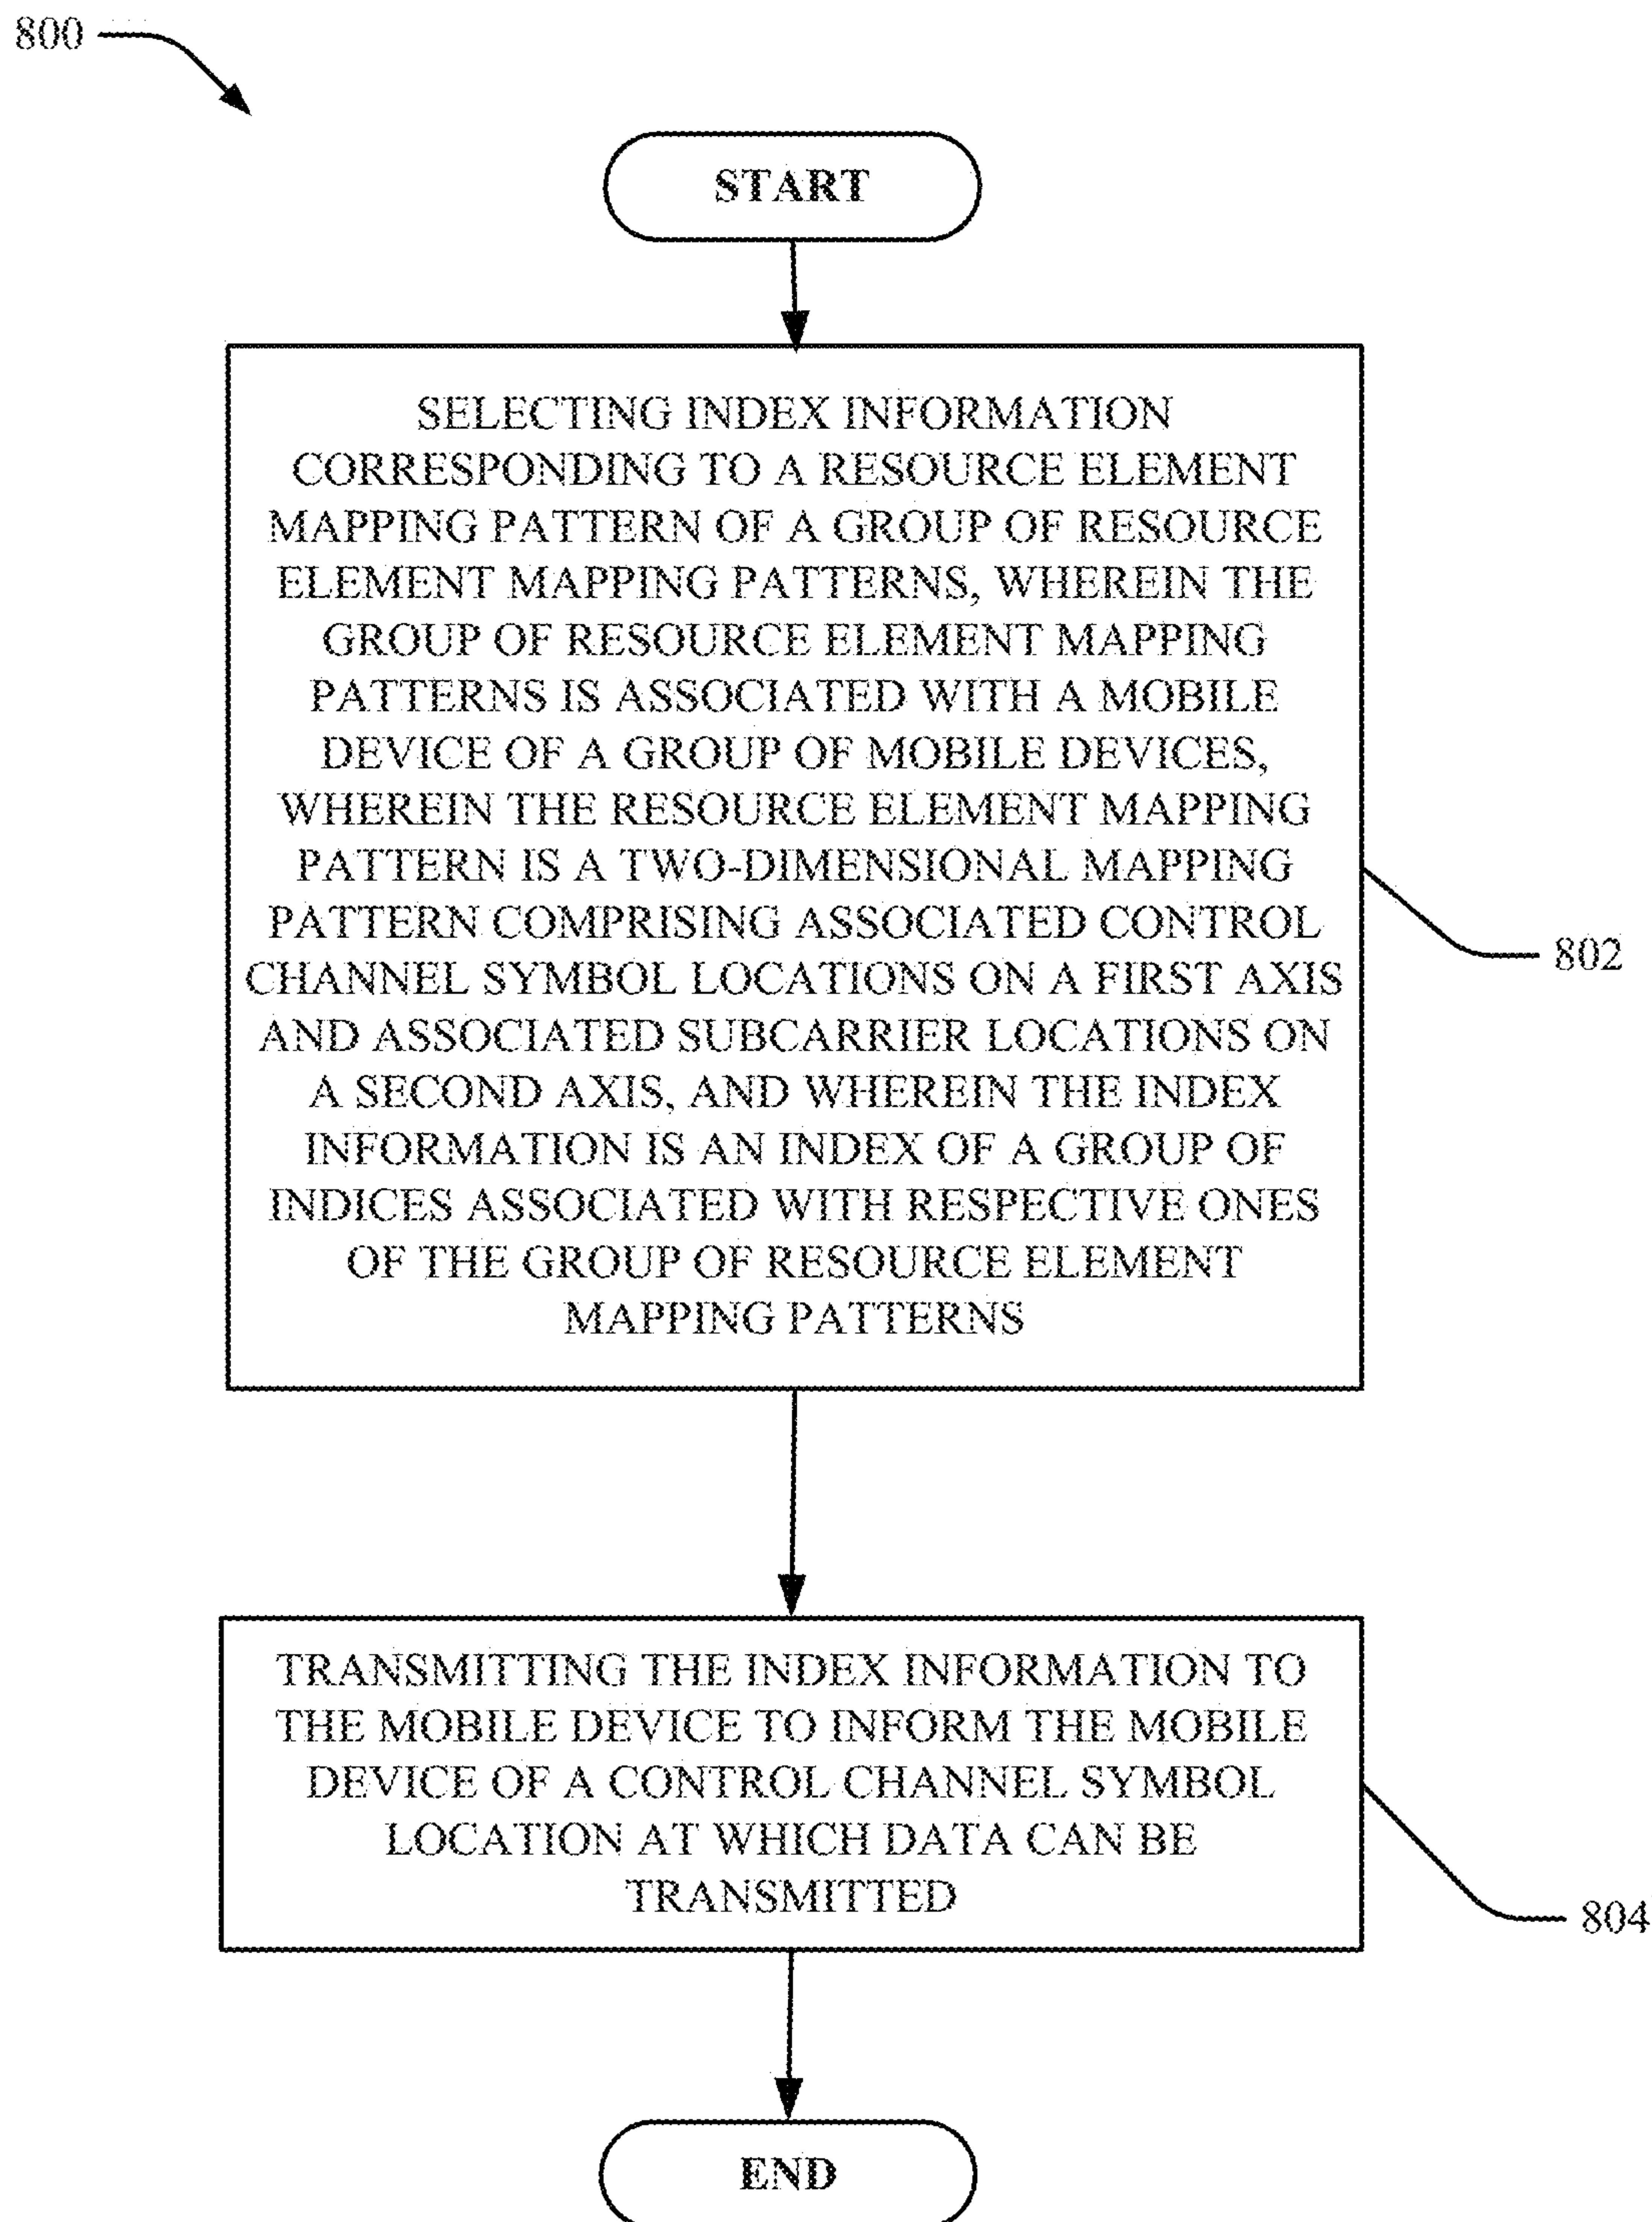 800
START
SELECTING INDEX INFORMATION
CORRESPONDING TO A RESOURCE ELEMENT
MAPPING PATTERN OF A GROUP OF RESOURCE
ELEMENT MAPPING PATTERNS, WHEREIN THE
GROUP OF RESOURCE ELEMENT MAPPING
PATTERNS IS ASSOCIATED WITH A MOBILE
DEVICE OF A GROUP OF MOBILE DEVICES,
WHEREIN THE RESOURCE ELEMENT MAPPING
PATTERN IS A TWO-DIMENSIONAL MAPPING
PATTERN COMPRISING ASSOCIATED CONTROL
CHANNEL SYMBOL LOCATIONS ON A FIRST AXIS
AND ASSOCIATED SUBCARRIER LOCATIONS ON
A SECOND AXIS, AND WHEREIN THE INDEX
INFORMATION IS AN INDEX OF A GROUP OF
INDICES ASSOCIATED WITH RESPECTIVE ONES
OF THE GROUP OF RESOURCE ELEMENT
MAPPING PATTERNS
802
TRANSMITTING THE INDEX INFORMATION TO
THE MOBILE DEVICE TO INFORM THE MOBILE
DEVICE OF A CONTROL CHANNEL SYMBOL
LOCATION AT WHICH DATA CAN BE
TRANSMITTED
804
END